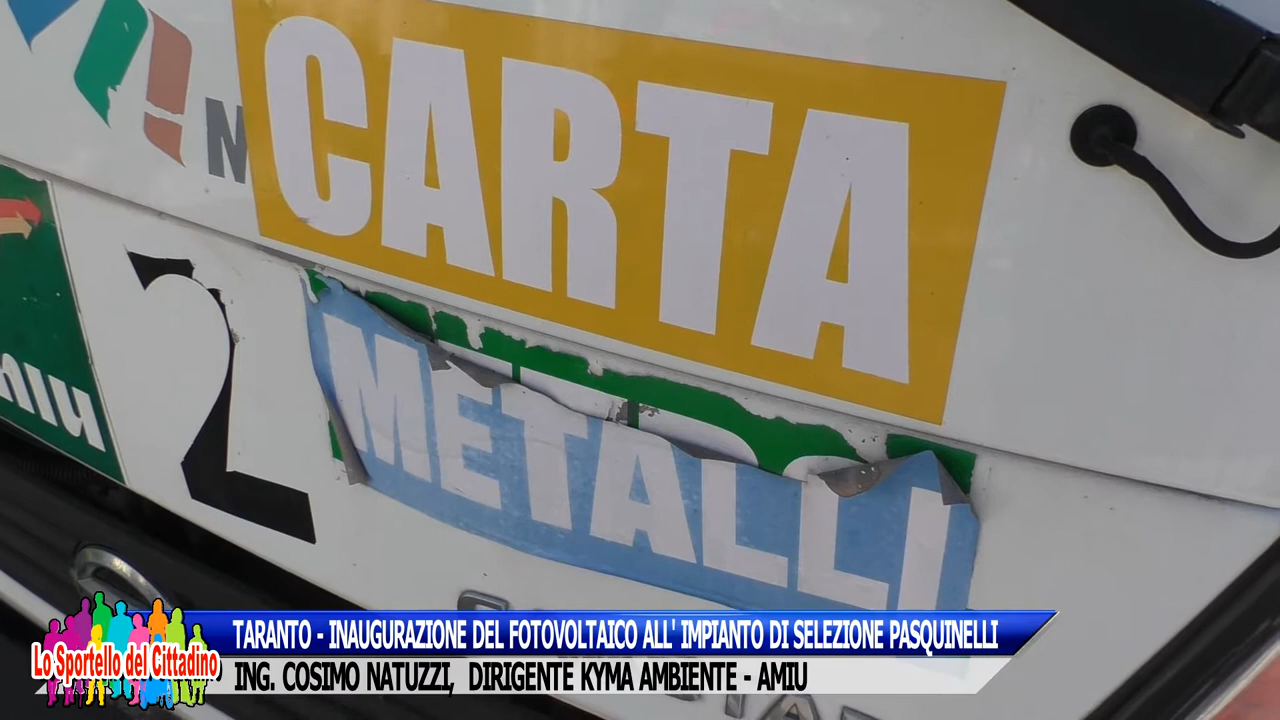 N
CARTA
2
METALLI
miu
TARANTO - INAUGURAZIONE DEL FOTOVOLTAICO ALL' IMPIANTO DI SELEZIONE PASQUINELLI
Lo Sportello del Cittadino
ING. COSIMO NATUZZI, DIRIGENTE KYMA AMBIENTE - AMIU